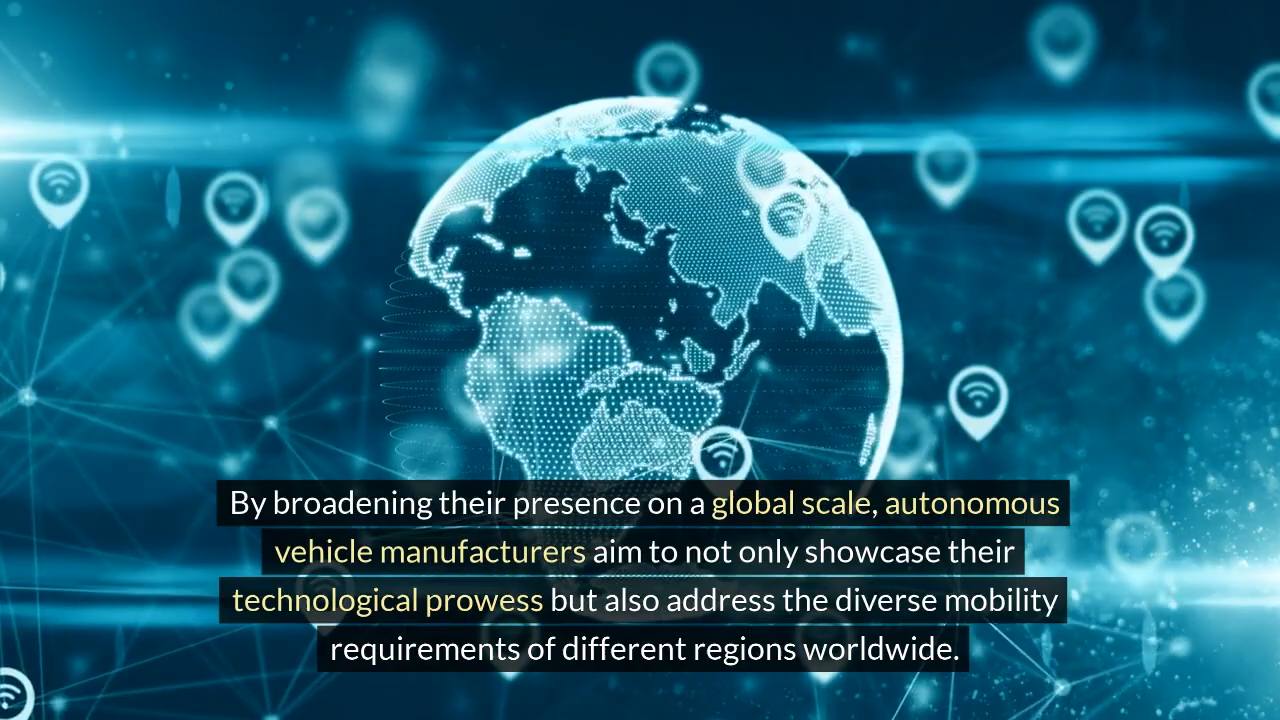 By broadening their presence on a global scale, autonomous
vehicle manufacturers aim to not only showcase their
technological prowess but also address the diverse mobility
requirements of different regions worldwide.